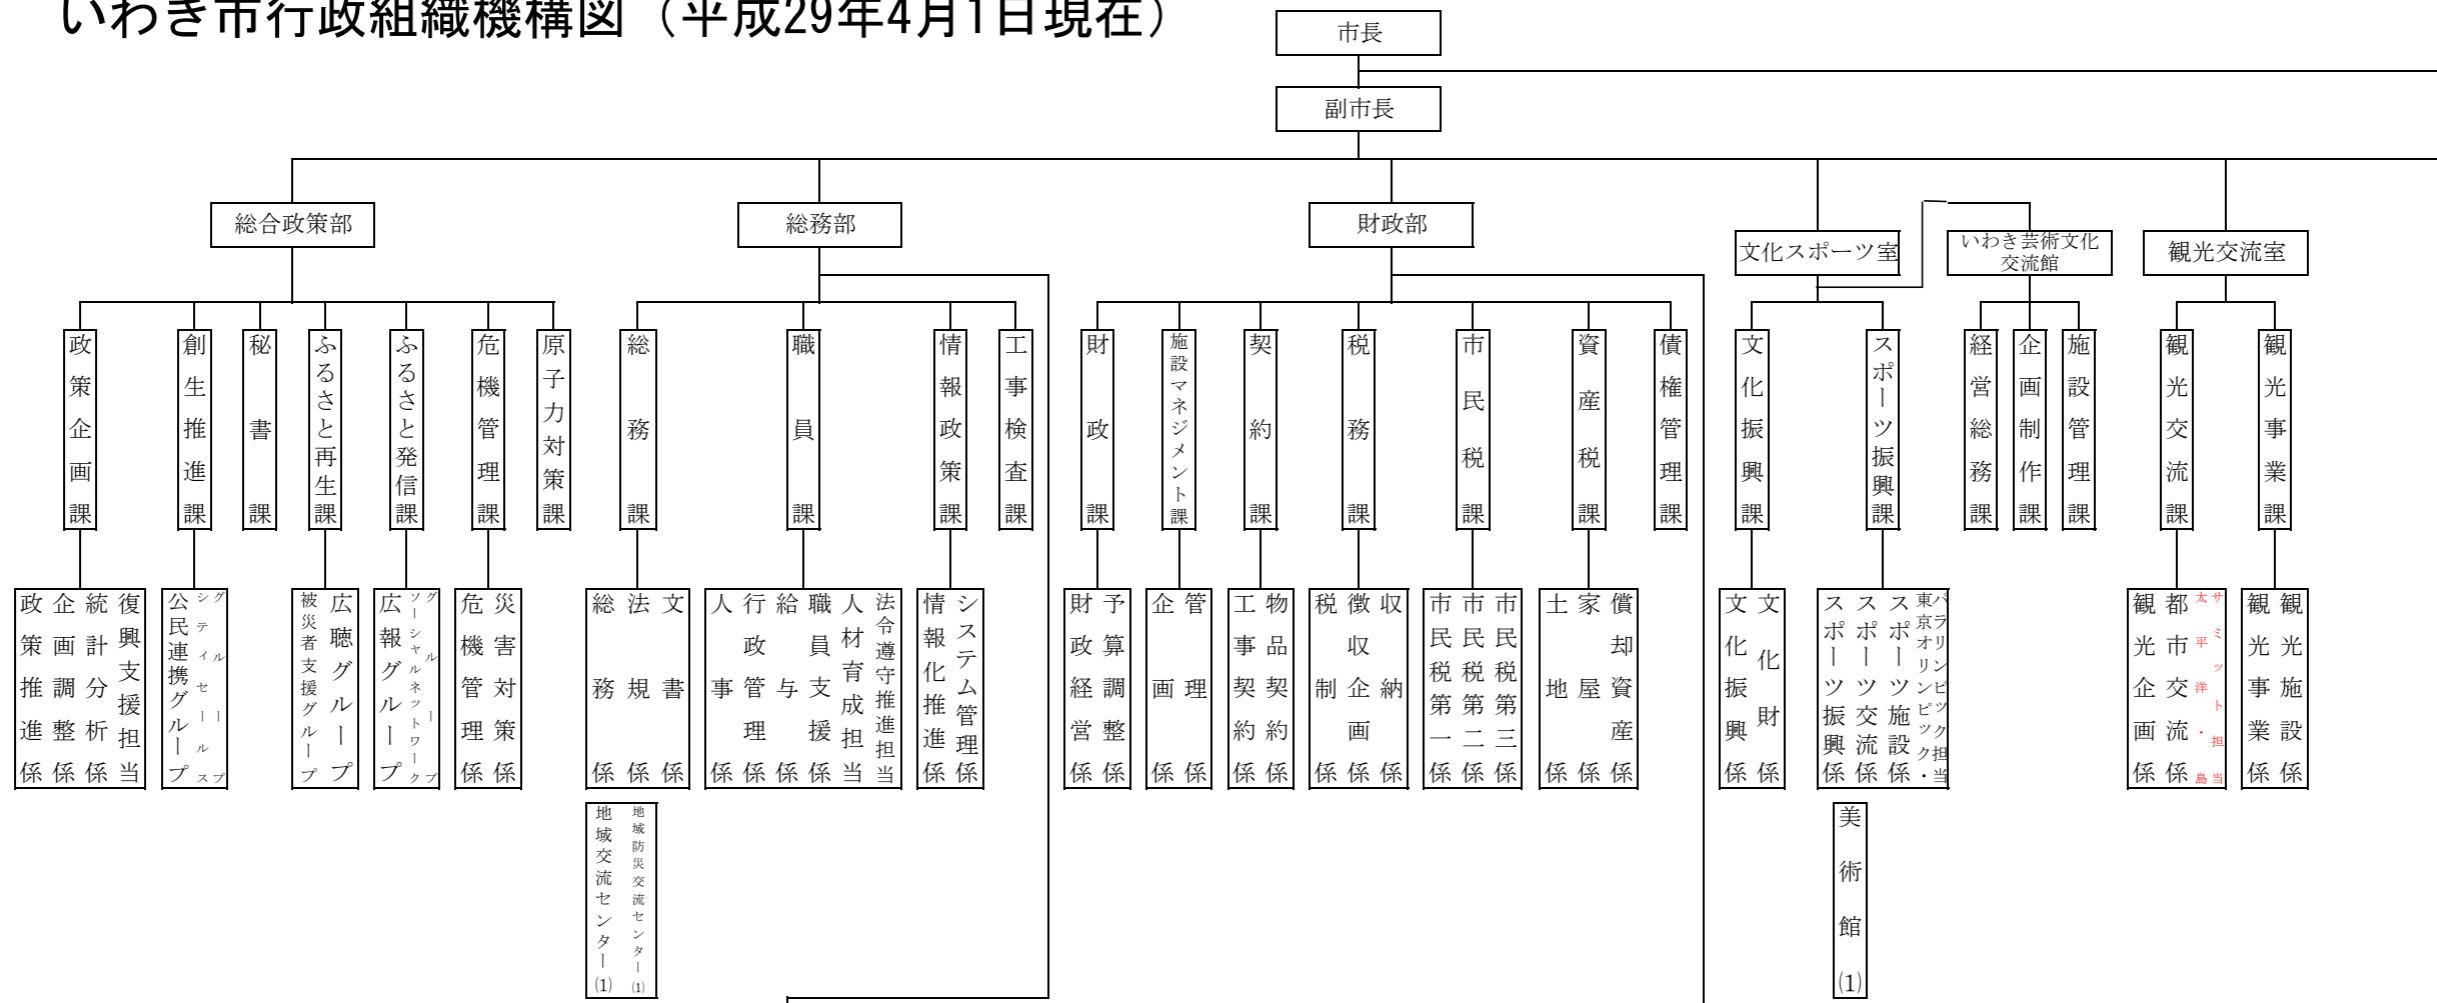 いわき市行政組織機構図（平成29年4月1日現在）
市長
副市長
総合政策部
総務部
財政部
文化スポーツ室
いわき芸術文化
交流館
観光交流室
政策企画課
創生推進課
秘書課
ふるさと再生課
ふるさと発信課
危機管理課
原子力対策課
総務課
職員課
情報政策課
工事検査課
財政課
施設マネジメント課
契約課
税務課
市民税課
資産税課
債権管理課
文化振興課
スポーツ振興課
経営総務課
企画制作課
施設管理課
観光交流課
観光事業課
政策推進係
企画調整係
統計分析係
復興支援担当
公民連携グループ
シティセールス
グループ
被災者支援グループ
広聴グループ
広報グループ
ソーシャルネットワーク
グループ
危機管理係
災害対策係
総務係
法規係
文書係
人事係
行政管理係
給与係
職員支援係
人材育成担当
法令遵守推進担当
情報化推進係
システム管理係
財政経営係
予算調整係
企画係
管理係
工事契約係
物品契約係
税制係
徴収企画係
収納係
市民税第一係
市民税第二係
市民税第三係
土地係
家屋係
償却資産係
文化振興係
文化財係
スポーツ振興係
スポーツ交流係
スポーツ施設係
東京オリンピック・
パラリンピック担当
観光企画係
都市交流係
太平洋・島
サミット担当
観光事業係
観光施設係
地域交流センター(1)
地域防災交流センター(1)
美術館(1)